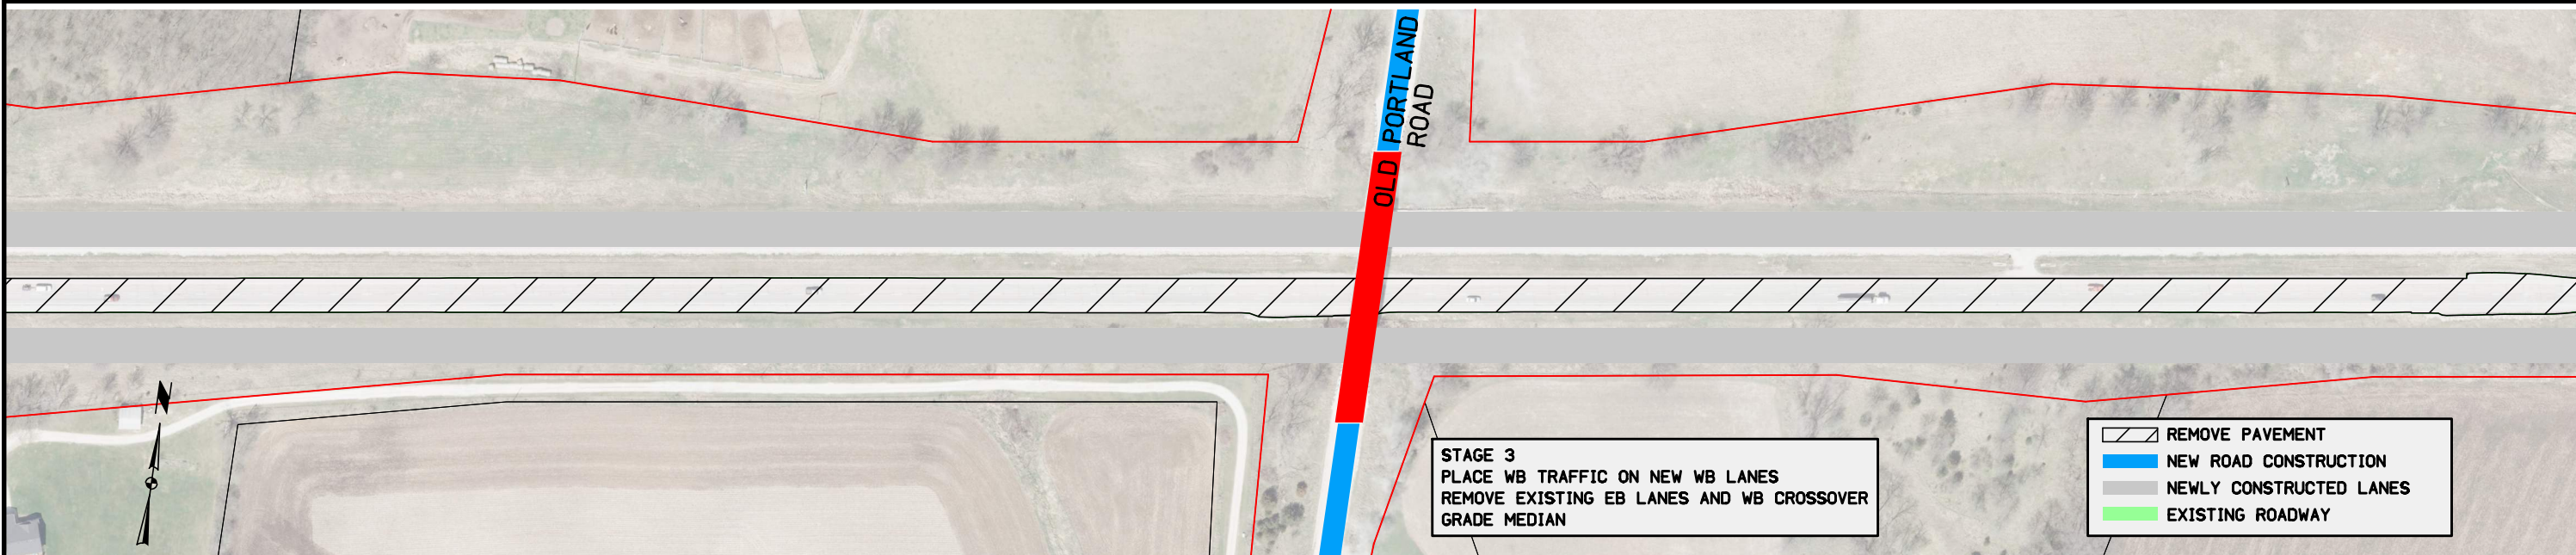 OLD PORTLAND
ROAD
STAGE 3
PLACE WB TRAFFIC ON NEW WB LANES
REMOVE EXISTING EB LANES AND WB CROSSOVER
GRADE MEDIAN
REMOVE PAVEMENT
NEW ROAD CONSTRUCTION
NEWLY CONSTRUCTED LANES
EXISTING ROADWAY
N